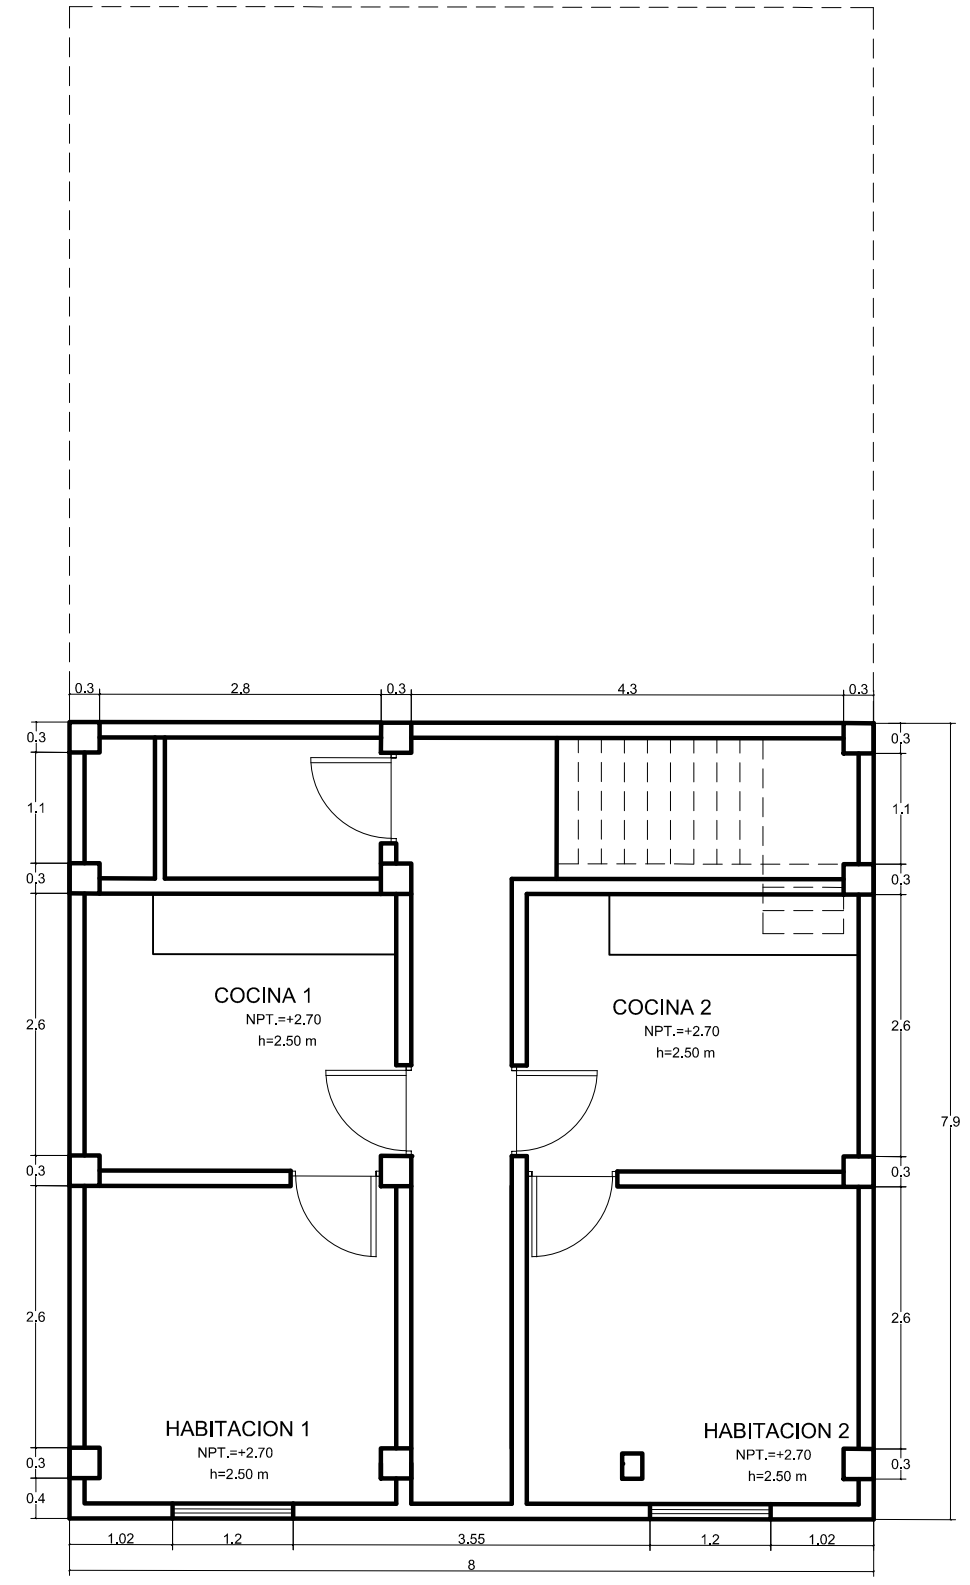 0.3
2.8
0.3
4.3
0.3
0.3
0.3
1.1
1.1
0.3
0.3
COCINA 1
NPT.=+2.70
h=2.50 m
COCINA 2
NPT.=+2.70
h=2.50 m
2.6
2.6
7.9
0.3
0.3
2.6
2.6
HABITACION 1
NPT.=+2.70
h=2.50 m
HABITACION 2
NPT.=+2.70
h=2.50 m
0.3
0.3
0.4
1.02
1.2
3.55
1.2
1.02
8